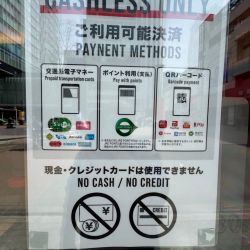 CASHLESS ONLY
ご利用可能決済
PAYNENT METHODS
交通系電子マネー
Prepaid transportation cards
ポイント利用(支払)
Pay with points
QRバーコード
Barcode payment
現金・クレジットカードは使用できません
NO CASH / NO CREDIT